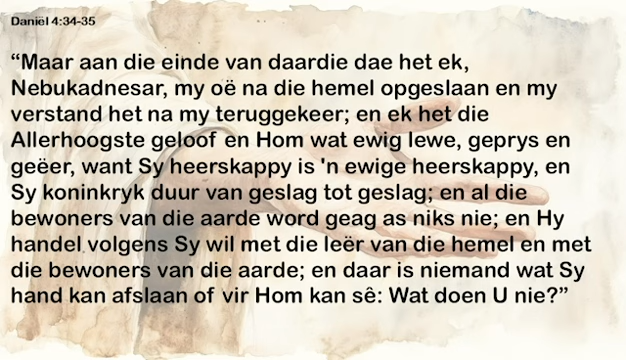 Daniël 4:34-35
“Maar aan die einde van daardie dae het ek,
Nebukadnesar, my oë na die hemel opgeslaan en my
verstand het na my teruggekeer; en ek het die
Allerhoogste geloof en Hom wat ewig lewe, geprys en
geëer, want Sy heerskappy is 'n ewige heerskappy, en
Sy koninkryk duur van geslag tot geslag; en al die
bewoners van die aarde word geag as niks nie; en Hy
handel volgens Sy wil met die leër van die hemel en met
die bewoners van die aarde; en daar is niemand wat Sy
hand kan afslaan of vir Hom kan sê: Wat doen U nie?”